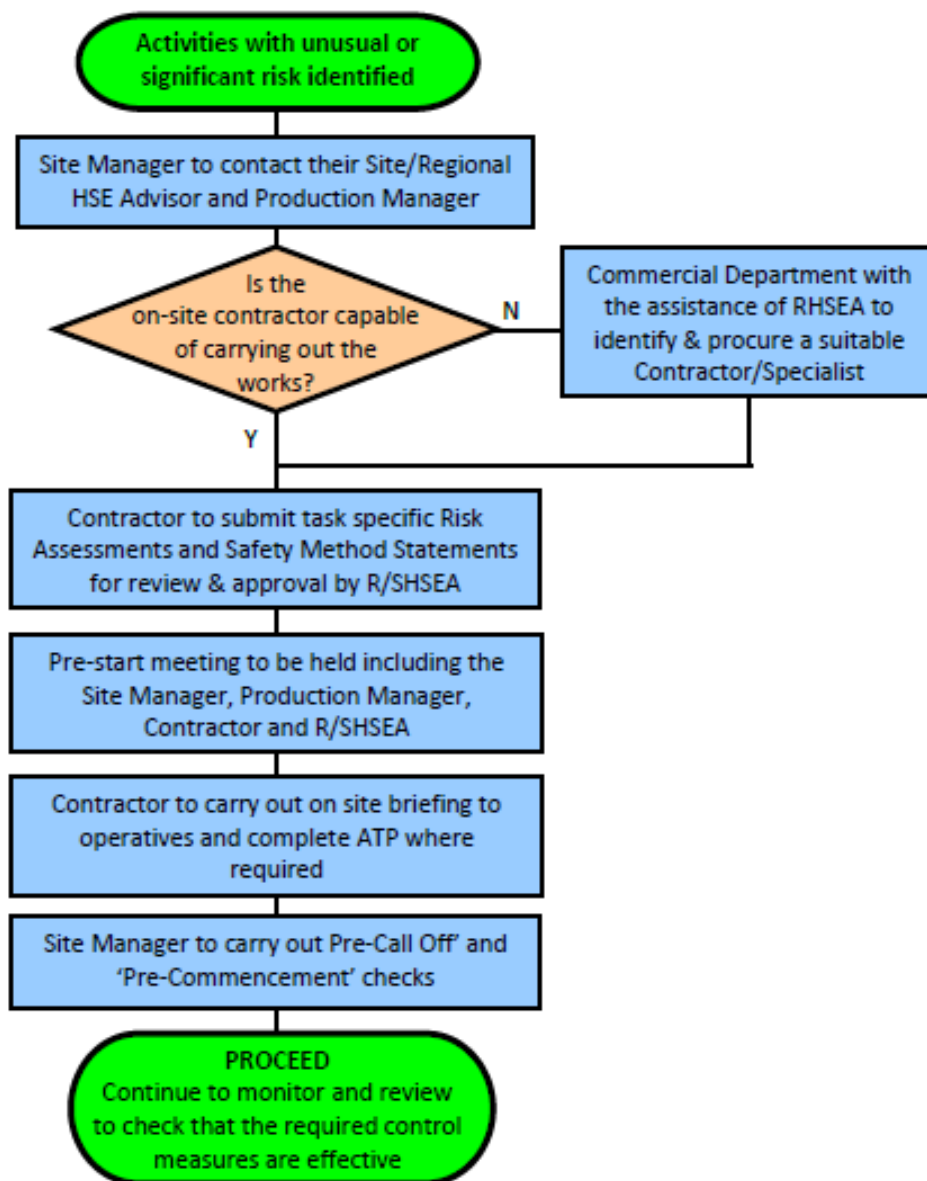 Activities with unusual or
significant risk identified
Site Manager to contact their Site/Regional
HSE Advisor and Production Manager
Is the
on-site contractor capable
of carrying out the
works?
N
Commercial Department with
the assistance of RHSEA to
identify & procure a suitable
Contractor/Specialist
Y
Contractor to submit task specific Risk
Assessments and Safety Method Statements
for review & approval by R/SHSEA
Pre-start meeting to be held including the
Site Manager, Production Manager,
Contractor and R/SHSEA
Contractor to carry out on site briefing to
operatives and complete ATP where
required
Site Manager to carry out Pre-Call Off’ and
‘Pre-Commencement’ checks
PROCEED
Continue to monitor and review
to check that the required control
measures are effective